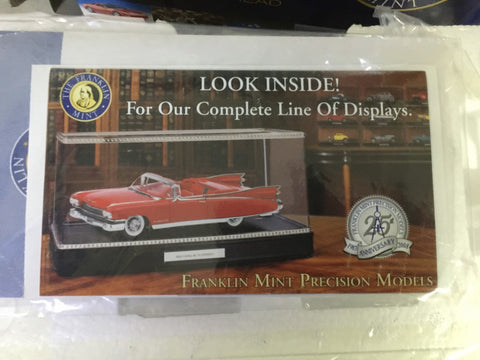 THE FRANKLIN
MINT
LOOK INSIDE!
For Our Complete Line Of Displays.
25
ANNIVERSARY
FRANKLIN MINT PRECISION MODELS